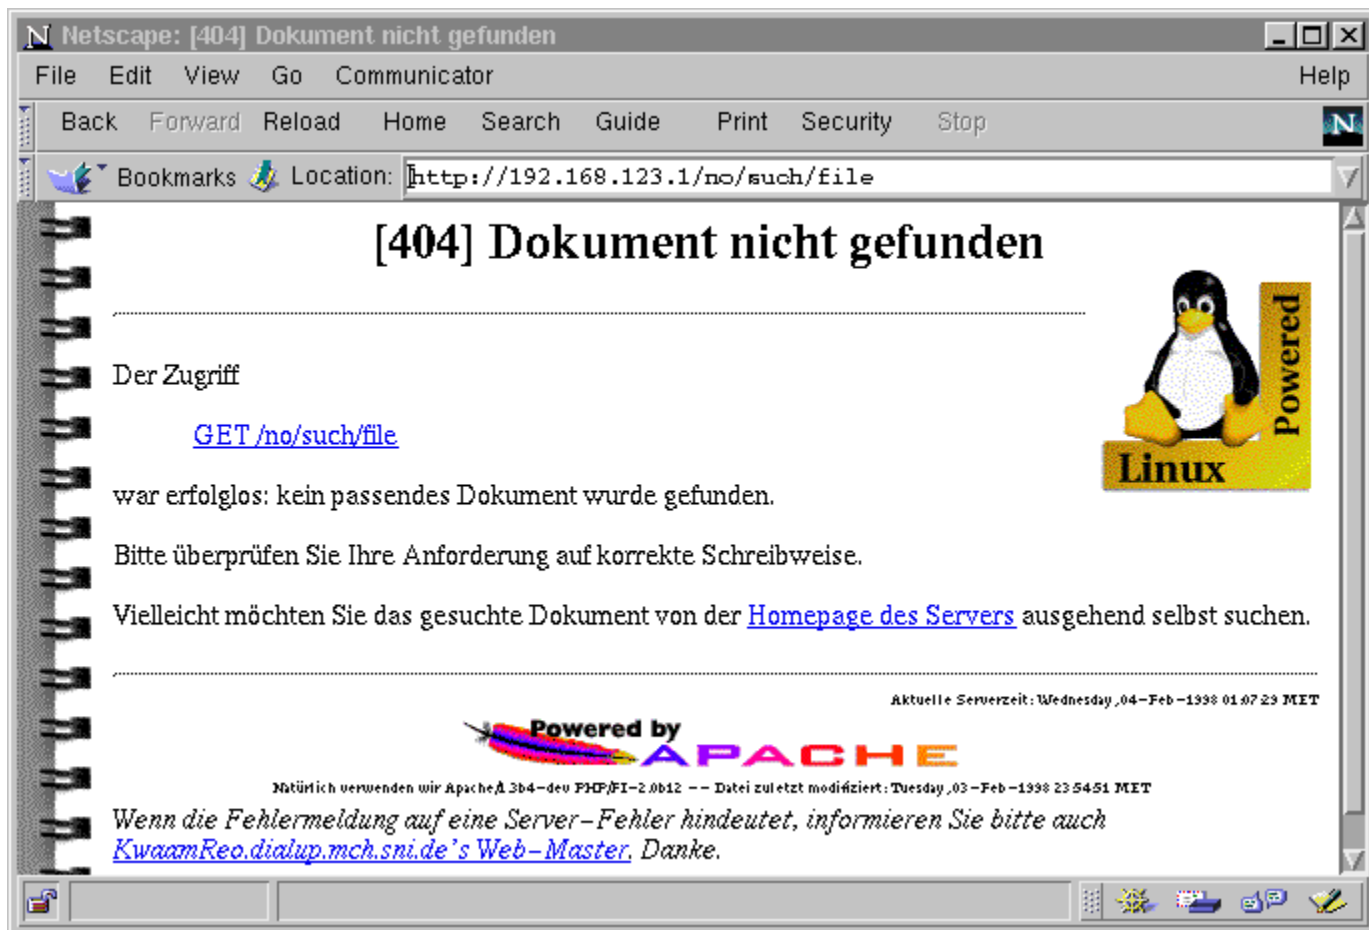 Netscape: [404] Dokument nicht gefunden
File Edit View Go Communicator Help
Back Forward Reload Home Search Guide Print Security Stop
N
Bookmarks Location: http://192.168.123.1/no/such/file
[404] Dokument nicht gefunden
Powered
Linux
Der Zugriff
GET /no/such/file
war erfolglos: kein passendes Dokument wurde gefunden.
Bitte überprüfen Sie Ihre Anforderung auf korrekte Schreibweise.
Vielleicht möchten Sie das gesuchte Dokument von der Homepage des Servers ausgehend selbst suchen.
Aktuelle Serverzeit: Wednesday, 04-Feb-1998 01:07:29 MET
Powered by
APACHE
Natürlich verwenden wir Apache/1.3b4-dev PHP/FI-2.0b12 -- Datei zuletzt modifiziert: Tuesday, 03-Feb-1998 23:54:51 MET
Wenn die Fehlermeldung auf eine Server-Fehler hindeutet, informieren Sie bitte auch
KwaamReo.dialup.mch.sni.de's Web-Master. Danke.